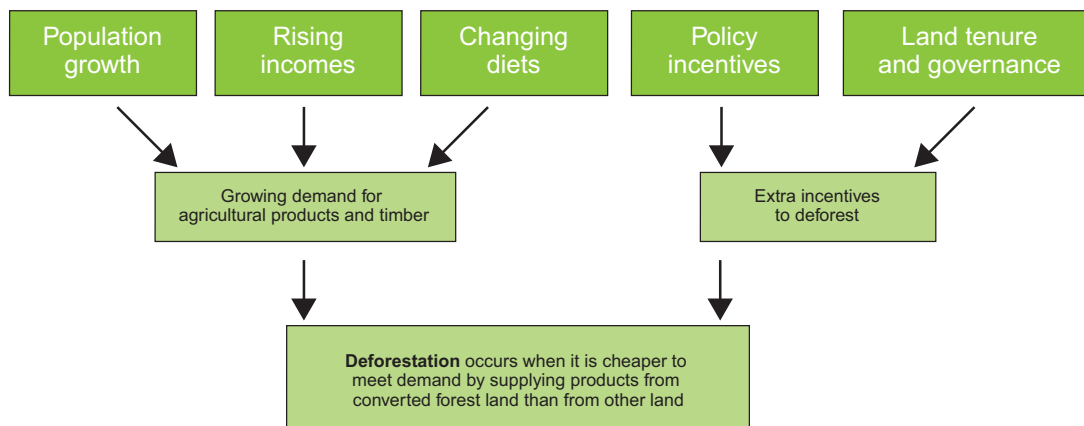 Population
growth
Rising
incomes
Changing
diets
Policy
incentives
Land tenure
and governance
Growing demand for
agricultural products and timber
Extra incentives
to deforest
Deforestation occurs when it is cheaper to
meet demand by supplying products from
converted forest land than from other land